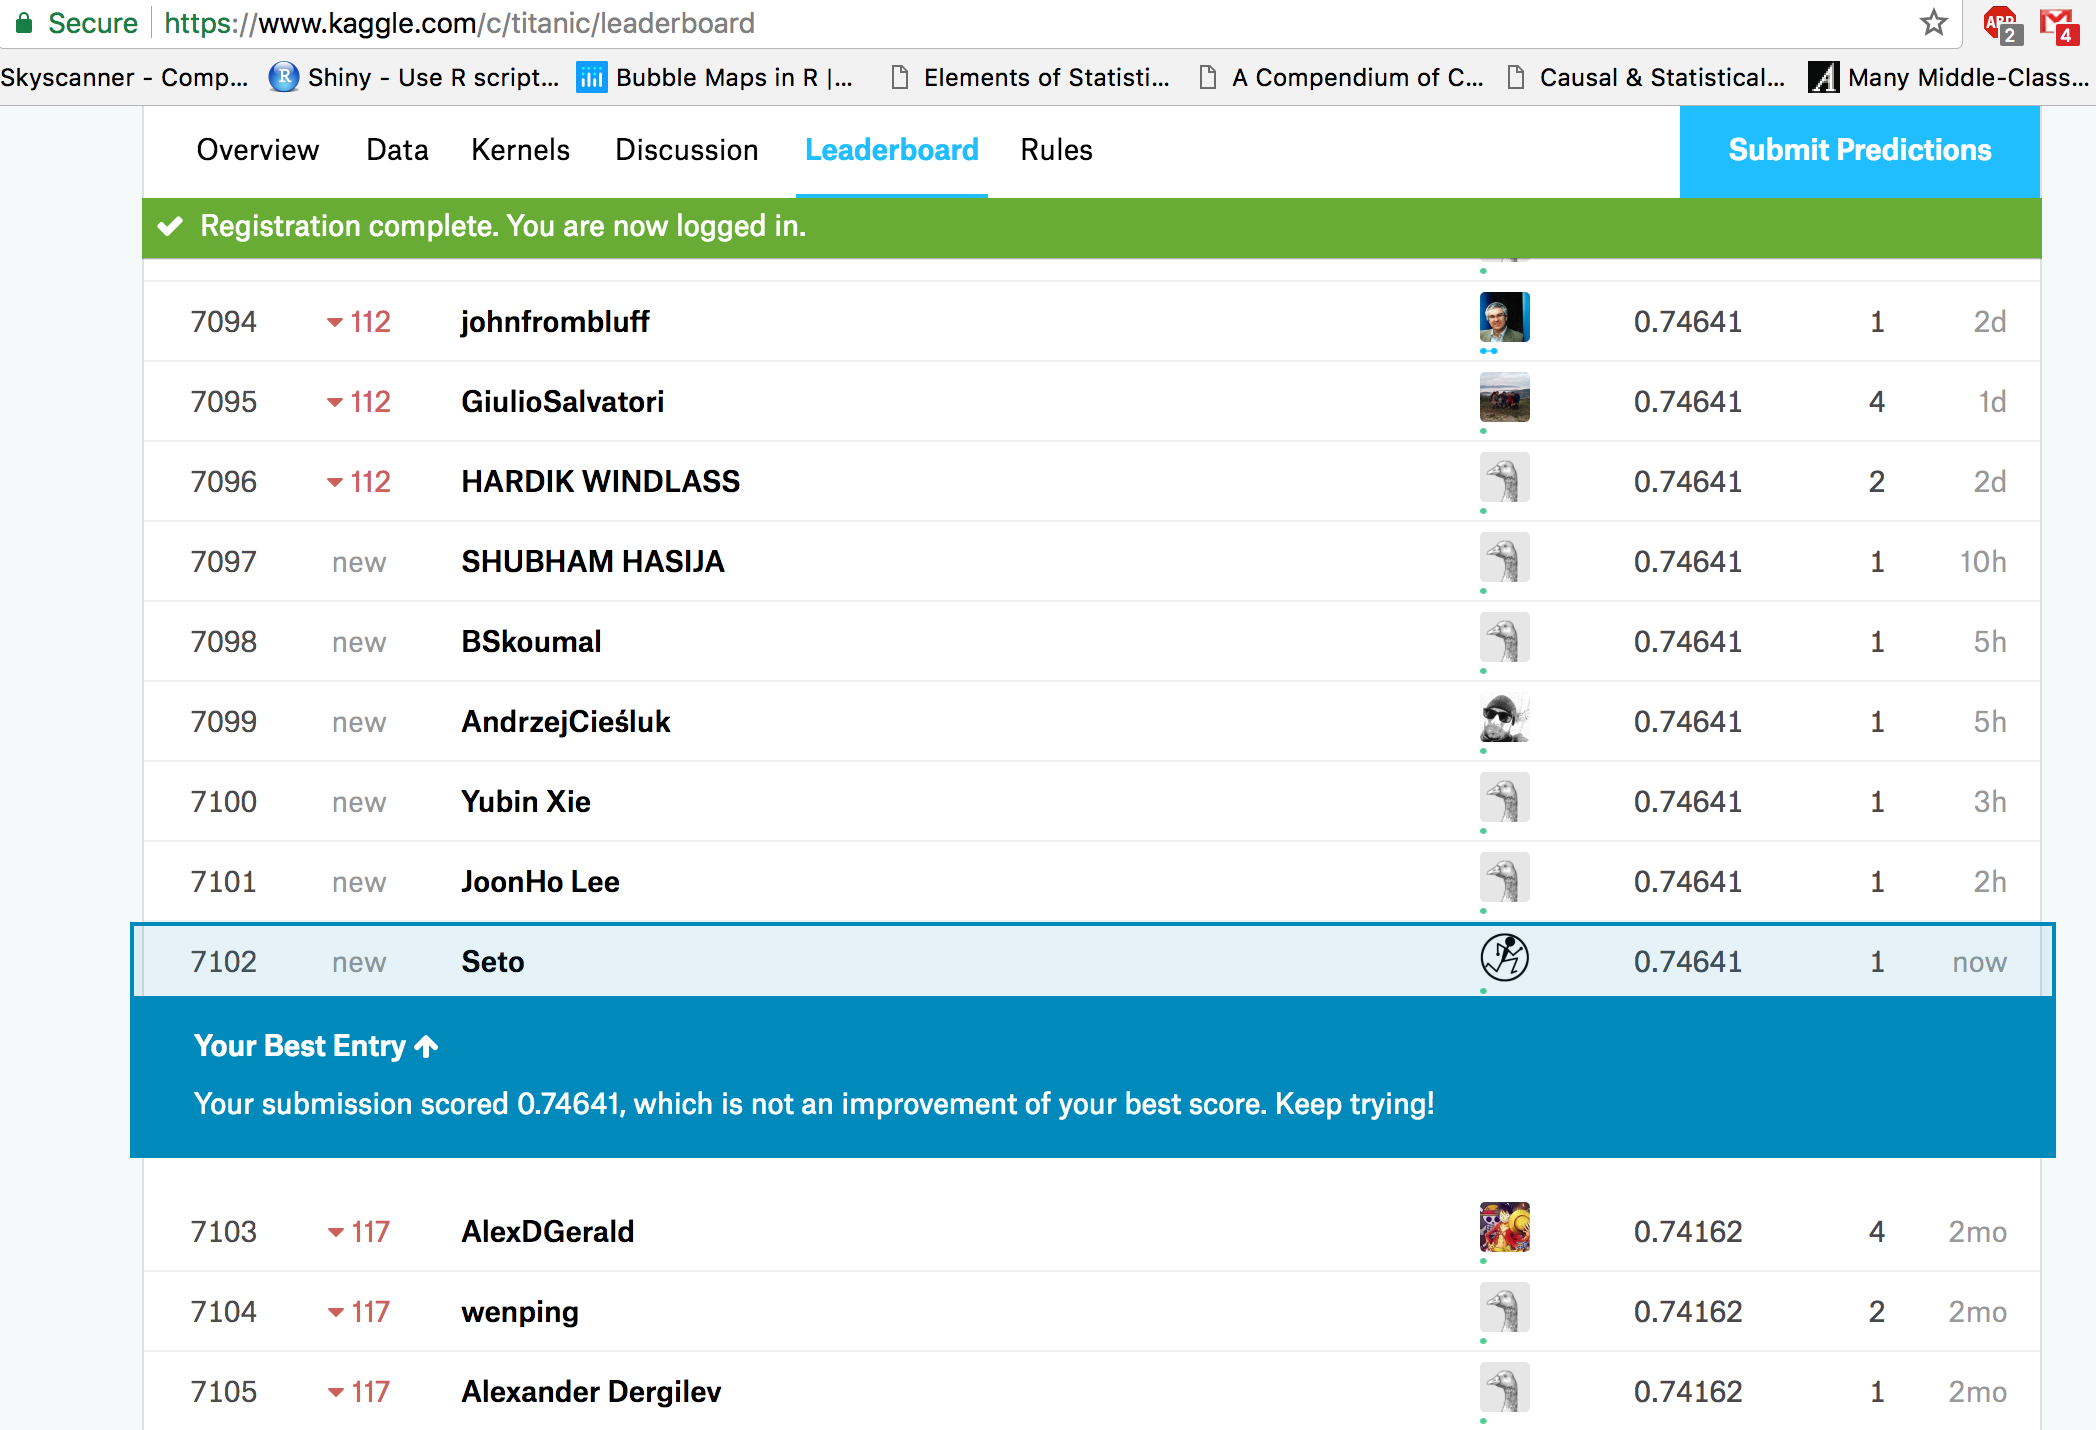 Secure https://www.kaggle.com/c/titanic/leaderboard ABP 2 4
Skyscanner - Comp... R Shiny - Use R script... Bubble Maps in R |... Elements of Statisti... A Compendium of C... Causal & Statistical... A Many Middle-Class...
Overview Data Kernels Discussion Leaderboard Rules Submit Predictions
Registration complete. You are now logged in.
7094 112 johnfrombluff 0.74641 1 2d
7095 112 GiulioSalvatori 0.74641 4 1d
7096 112 HARDIK WINDLASS 0.74641 2 2d
7097 new SHUBHAM HASIJA 0.74641 1 10h
7098 new BSkoumal 0.74641 1 5h
7099 new AndrzejCieśluk 0.74641 1 5h
7100 new Yubin Xie 0.74641 1 3h
7101 new JoonHo Lee 0.74641 1 2h
7102 new Seto 0.74641 1 now
Your Best Entry
Your submission scored 0.74641, which is not an improvement of your best score. Keep trying!
7103 117 AlexDGerald 0.74162 4 2mo
7104 117 wenping 0.74162 2 2mo
7105 117 Alexander Dergilev 0.74162 1 2mo